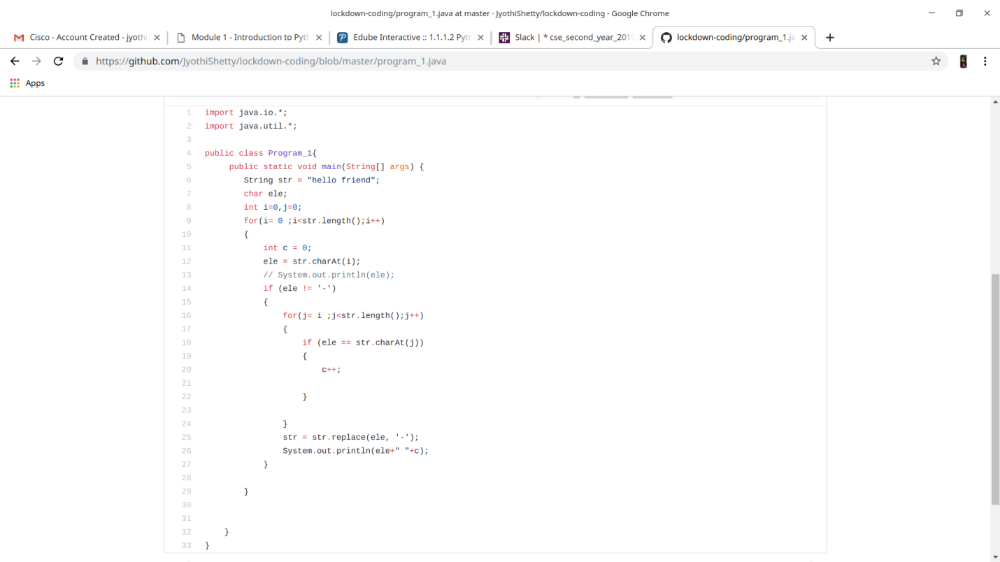 lockdown-coding/program_1.java at master · JyothiShetty/lockdown-coding - Google Chrome
Cisco - Account Created - jyothi
Module 1 - Introduction to Pyth
Edube Interactive :: 1.1.1.2 Pyth
Slack | * cse_second_year_2019
lockdown-coding/program_1.ja
https://github.com/JyothiShetty/lockdown-coding/blob/master/program_1.java
Apps
1 import java.io.*;
2 import java.util.*;
3
4 public class Program_1{
5 public static void main(String[] args) {
6 String str = "hello friend";
7 char ele;
8 int i=0,j=0;
9 for(i= 0 ;i<str.length();i++)
10 {
11 int c = 0;
12 ele = str.charAt(i);
13 // System.out.println(ele);
14 if (ele != '-')
15 {
16 for(j= i ;j<str.length();j++)
17 {
18 if (ele == str.charAt(j))
19 {
20 c++;
21
22 }
23
24 }
25 str = str.replace(ele, '-');
26 System.out.println(ele+" "+c);
27 }
28
29 }
30
31
32 }
33 }